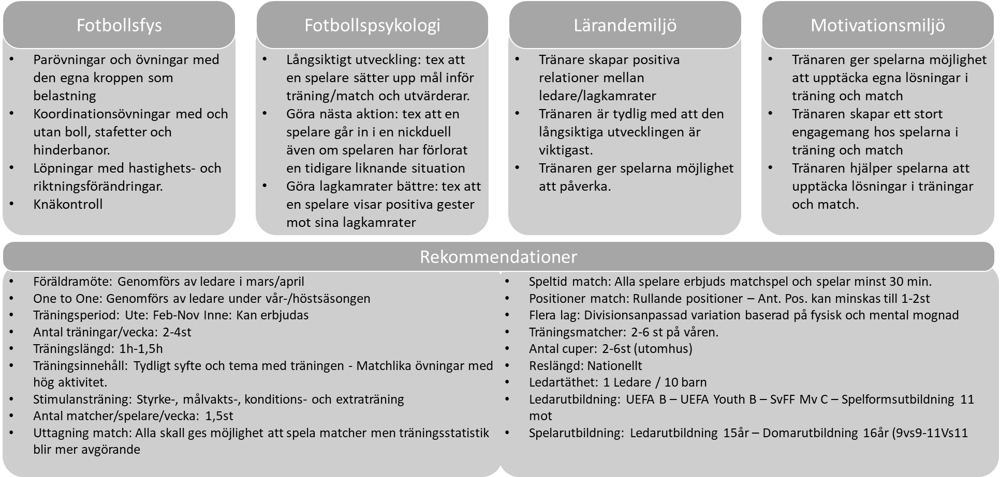 Fotbollsfys
• Parövningar och övningar med
den egna kroppen som
belastning
• Koordinationsövningar med och
utan boll, stafetter och
hinderbanor.
• Löpningar med hastighets- och
riktningsförändringar.
• Knäkontroll
Fotbollspsykologi
• Långsiktigt utveckling: tex att
en spelare sätter upp mål inför
träning/match och utvärderar.
• Göra nästa aktion: tex att en
spelare går in i en nickduell
även om spelaren har förlorat
en tidigare liknande situation
• Göra lagkamrater bättre: tex att
en spelare visar positiva gester
mot sina lagkamrater
Lärandemiljö
• Tränare skapar positiva
relationer mellan
ledare/lagkamrater
• Tränaren är tydlig med att den
långsiktiga utvecklingen är
viktigast.
• Tränaren ger spelarna möjlighet
att påverka.
Motivationsmiljö
• Tränaren ger spelarna möjlighet
att upptäcka egna lösningar i
träning och match
• Tränaren skapar ett stort
engagemang hos spelarna i
träning och match
• Tränaren hjälper spelarna att
upptäcka lösningar i träningar
och match.
Rekommendationer
• Föräldramöte: Genomförs av ledare i mars/april
• One to One: Genomförs av ledare under vår-/höstsäsongen
• Träningsperiod: Ute: Feb-Nov Inne: Kan erbjudas
• Antal träningar/vecka: 2-4st
• Träningslängd: 1h-1,5h
• Träningsinnehåll: Tydligt syfte och tema med träningen - Matchlika övningar med
hög aktivitet.
• Stimulansträning: Styrke-, målvakts-, konditions- och extraträning
• Antal matcher/spelare/vecka: 1,5st
• Uttagning match: Alla skall ges möjlighet att spela matcher men träningsstatistik
blir mer avgörande
• Speltid match: Alla spelare erbjuds matchspel och spelar minst 30 min.
• Positioner match: Rullande positioner – Ant. Pos. kan minskas till 1-2st
• Flera lag: Divisionsanpassad variation baserad på fysisk och mental mognad
• Träningsmatcher: 2-6 st på våren.
• Antal cuper: 2-6st (utomhus)
• Reslängd: Nationellt
• Ledartäthet: 1 Ledare / 10 barn
• Ledarutbildning: UEFA B – UEFA Youth B – SvFF Mv C – Spelformsutbildning 11
mot
• Spelarutbildning: Ledarutbildning 15år – Domarutbildning 16år (9vs9-11Vs11